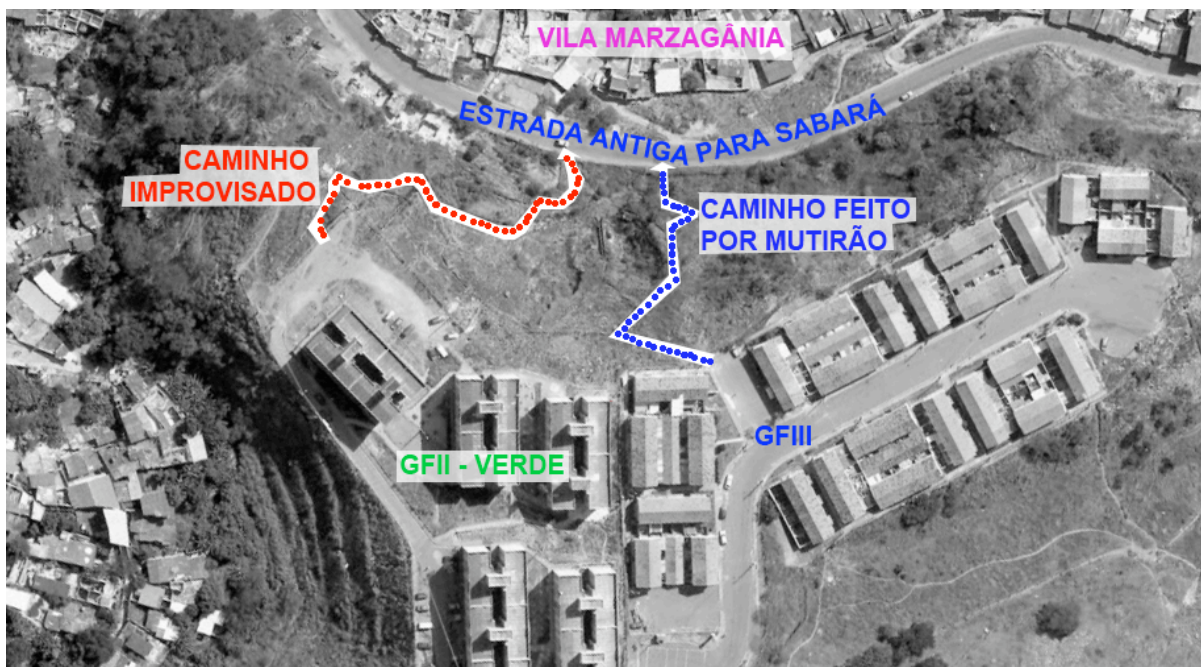 VILA MARZAGÂNIA
ESTRADA ANTIGA PARA SABARÁ
CAMINHO
IMPROVISADO
CAMINHO FEITO
POR MUTIRÃO
GFIII
GFII - VERDE